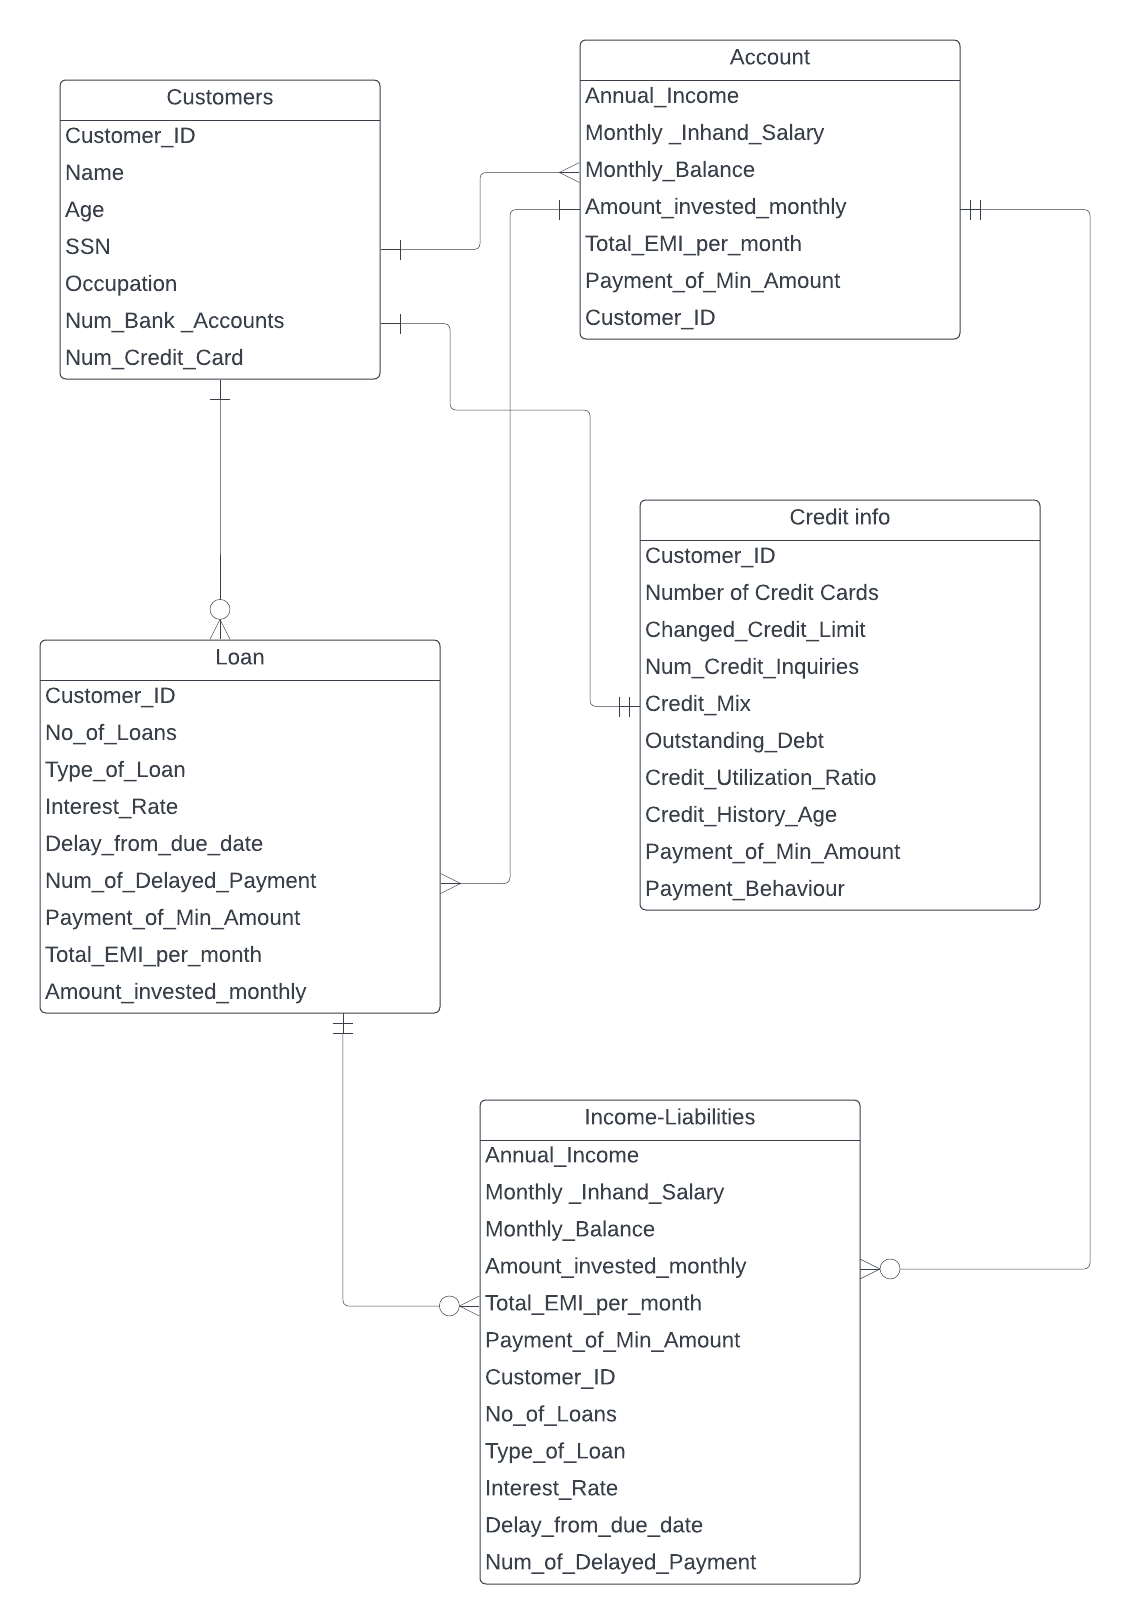 Customers
Customer_ID
Name
Age
SSN
Occupation
Num_Bank _Accounts
Num_Credit_Card
Account
Annual_Income
Monthly _Inhand_Salary
Monthly_Balance
Amount_invested_monthly
Total_EMI_per_month
Payment_of_Min_Amount
Customer_ID
Credit info
Customer_ID
Number of Credit Cards
Changed_Credit_Limit
Num_Credit_Inquiries
Credit_Mix
Outstanding_Debt
Credit_Utilization_Ratio
Credit_History_Age
Payment_of_Min_Amount
Payment_Behaviour
Loan
Customer_ID
No_of_Loans
Type_of_Loan
Interest_Rate
Delay_from_due_date
Num_of_Delayed_Payment
Payment_of_Min_Amount
Total_EMI_per_month
Amount_invested_monthly
Income-Liabilities
Annual_Income
Monthly _Inhand_Salary
Monthly_Balance
Amount_invested_monthly
Total_EMI_per_month
Payment_of_Min_Amount
Customer_ID
No_of_Loans
Type_of_Loan
Interest_Rate
Delay_from_due_date
Num_of_Delayed_Payment